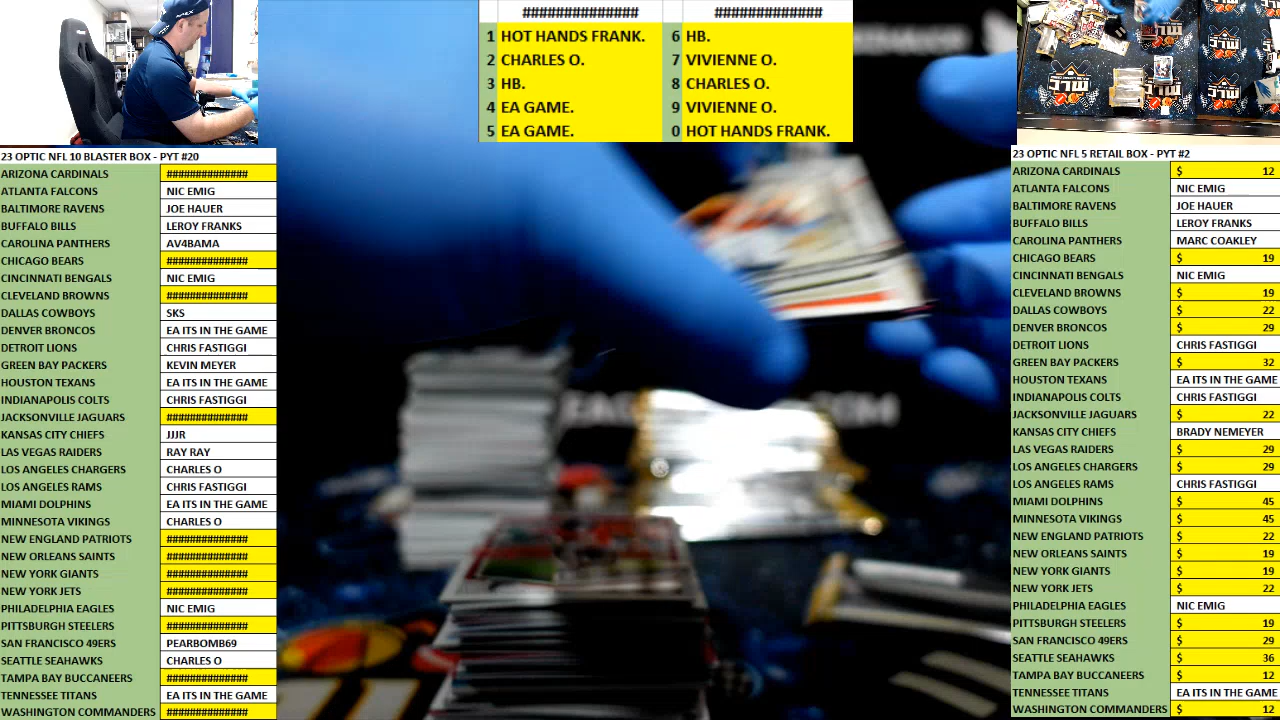 ############## #############
1 HOT HANDS FRANK. 6 HB.
2 CHARLES O. 7 VIVIENNE O.
3 HB. 8 CHARLES O.
4 EA GAME. 9 VIVIENNE O.
5 EA GAME. 0 HOT HANDS FRANK.
23 OPTIC NFL 10 BLASTER BOX - PYT #20
ARIZONA CARDINALS ##############
ATLANTA FALCONS NIC EMIG
BALTIMORE RAVENS JOE HAUER
BUFFALO BILLS LEROY FRANKS
CAROLINA PANTHERS AV4BAMA
CHICAGO BEARS ##############
CINCINNATI BENGALS NIC EMIG
CLEVELAND BROWNS ##############
DALLAS COWBOYS SKS
DENVER BRONCOS EA ITS IN THE GAME
DETROIT LIONS CHRIS FASTIGGI
GREEN BAY PACKERS KEVIN MEYER
HOUSTON TEXANS EA ITS IN THE GAME
INDIANAPOLIS COLTS CHRIS FASTIGGI
JACKSONVILLE JAGUARS ##############
KANSAS CITY CHIEFS JJJR
LAS VEGAS RAIDERS RAY RAY
LOS ANGELES CHARGERS CHARLES O
LOS ANGELES RAMS CHRIS FASTIGGI
MIAMI DOLPHINS EA ITS IN THE GAME
MINNESOTA VIKINGS CHARLES O
NEW ENGLAND PATRIOTS ##############
NEW ORLEANS SAINTS ##############
NEW YORK GIANTS ##############
NEW YORK JETS ##############
PHILADELPHIA EAGLES NIC EMIG
PITTSBURGH STEELERS ##############
SAN FRANCISCO 49ERS PEARBOMB69
SEATTLE SEAHAWKS CHARLES O
TAMPA BAY BUCCANEERS ##############
TENNESSEE TITANS EA ITS IN THE GAME
WASHINGTON COMMANDERS ##############
23 OPTIC NFL 5 RETAIL BOX - PYT #2
ARIZONA CARDINALS $ 12
ATLANTA FALCONS NIC EMIG
BALTIMORE RAVENS JOE HAUER
BUFFALO BILLS LEROY FRANKS
CAROLINA PANTHERS MARC COAKLEY
CHICAGO BEARS $ 19
CINCINNATI BENGALS NIC EMIG
CLEVELAND BROWNS $ 19
DALLAS COWBOYS $ 22
DENVER BRONCOS $ 29
DETROIT LIONS CHRIS FASTIGGI
GREEN BAY PACKERS $ 32
HOUSTON TEXANS EA ITS IN THE GAME
INDIANAPOLIS COLTS CHRIS FASTIGGI
JACKSONVILLE JAGUARS $ 22
KANSAS CITY CHIEFS BRADY NEMEYER
LAS VEGAS RAIDERS $ 29
LOS ANGELES CHARGERS $ 29
LOS ANGELES RAMS CHRIS FASTIGGI
MIAMI DOLPHINS $ 45
MINNESOTA VIKINGS $ 45
NEW ENGLAND PATRIOTS $ 22
NEW ORLEANS SAINTS $ 19
NEW YORK GIANTS $ 19
NEW YORK JETS $ 22
PHILADELPHIA EAGLES NIC EMIG
PITTSBURGH STEELERS $ 19
SAN FRANCISCO 49ERS $ 29
SEATTLE SEAHAWKS $ 36
TAMPA BAY BUCCANEERS $ 12
TENNESSEE TITANS EA ITS IN THE GAME
WASHINGTON COMMANDERS $ 12